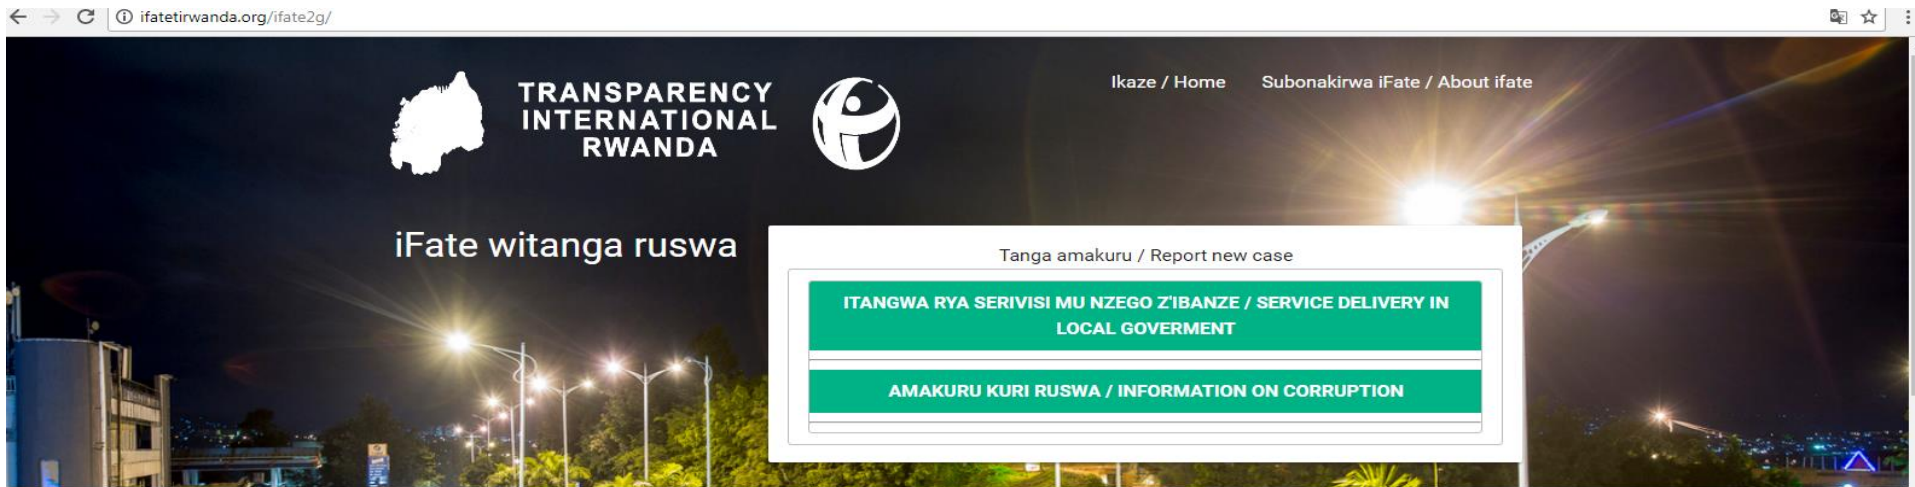 ifatetirwanda.org/ifate2g/
TRANSPARENCY
INTERNATIONAL
RWANDA
Ikaze / Home
Subonakirwa iFate / About ifate
iFate witanga ruswa
Tanga amakuru / Report new case
ITANGWA RYA SERIVISI MU NZEGO Z'IBANZE / SERVICE DELIVERY IN
LOCAL GOVERMENT
AMAKURU KURI RUSWA / INFORMATION ON CORRUPTION